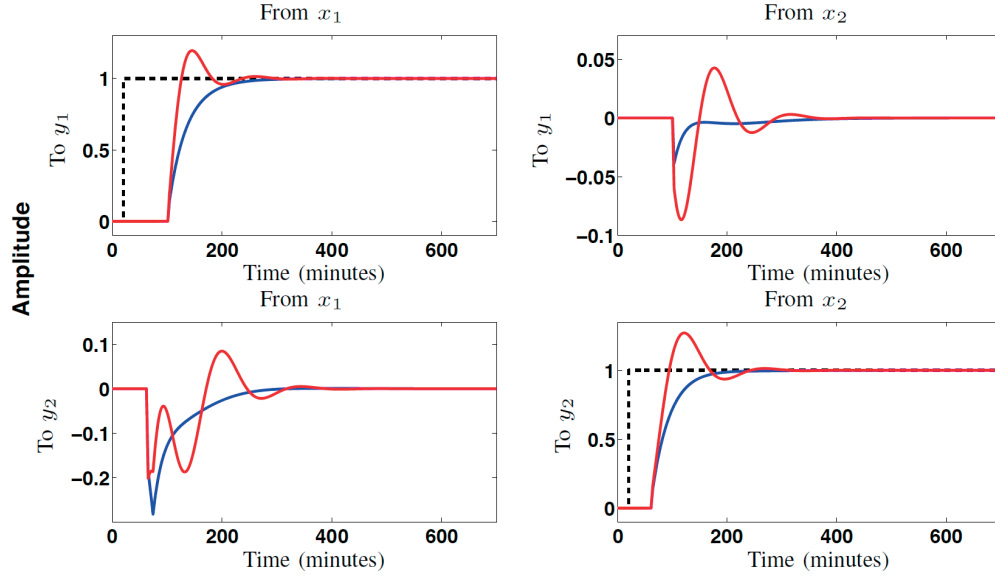 From x₁
To y₁
1
0.5
0
0
200
400
600
Time (minutes)
From x₂
To y₁
0.05
0
−0.05
−0.1
0
200
400
600
Time (minutes)
Amplitude
From x₁
To y₂
0.1
0
−0.1
−0.2
0
200
400
600
Time (minutes)
From x₂
To y₂
1
0.5
0
0
200
400
600
Time (minutes)